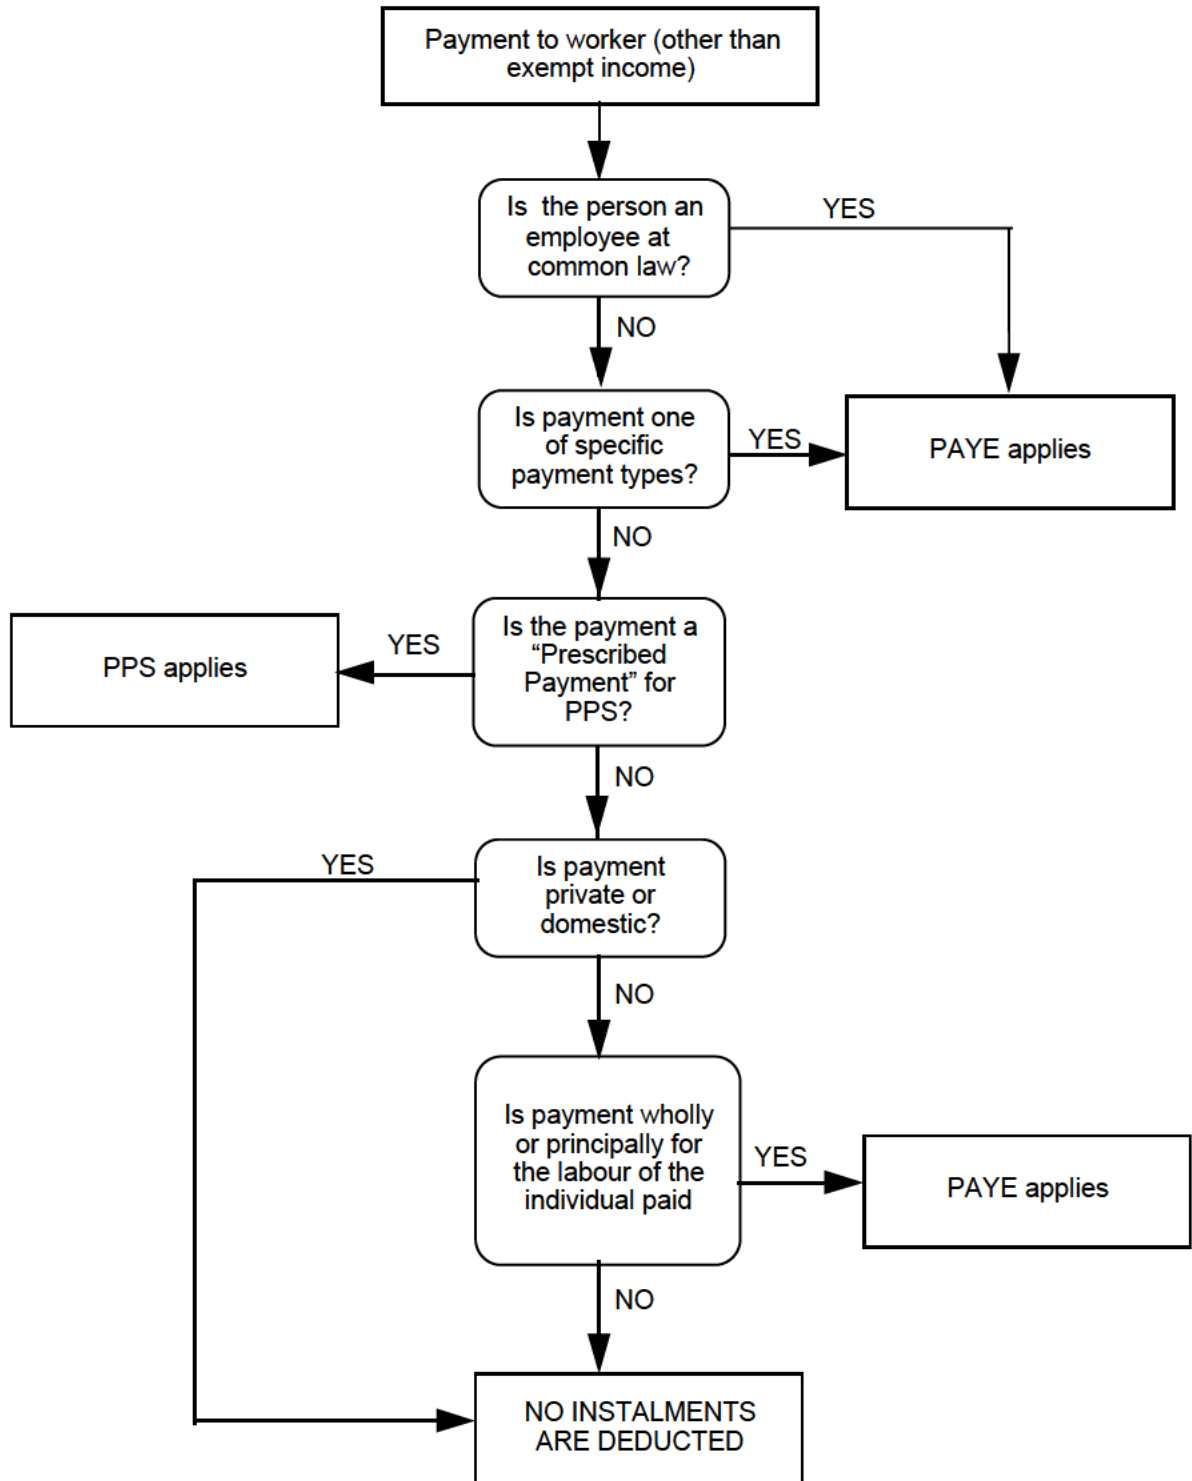 Payment to worker (other than
exempt income)
Is the person an
employee at
common law?
YES
NO
Is payment one
of specific
payment types?
YES
PAYE applies
NO
Is the payment a
“Prescribed
Payment” for
PPS?
YES
PPS applies
NO
Is payment
private or
domestic?
YES
NO
Is payment wholly
or principally for
the labour of the
individual paid
YES
PAYE applies
NO
NO INSTALMENTS
ARE DEDUCTED